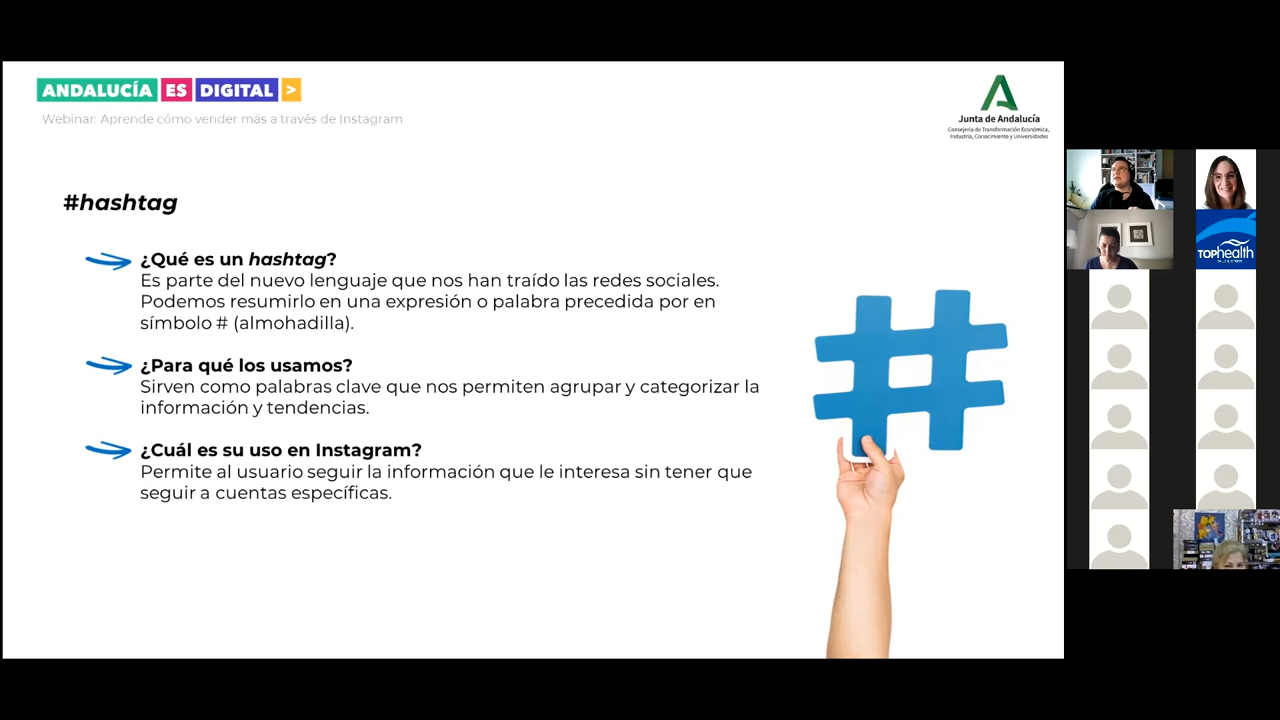 ANDALUCÍA ES DIGITAL >
Webinar: Aprende cómo vender más a través de Instagram
Junta de Andalucía
Consejería de Transformación Económica,
Industria, Conocimiento y Universidades
#hashtag
¿Qué es un hashtag?
Es parte del nuevo lenguaje que nos han traído las redes sociales.
Podemos resumirlo en una expresión o palabra precedida por en
símbolo # (almohadilla).
¿Para qué los usamos?
Sirven como palabras clave que nos permiten agrupar y categorizar la
información y tendencias.
¿Cuál es su uso en Instagram?
Permite al usuario seguir la información que le interesa sin tener que
seguir a cuentas específicas.
TOPhealth